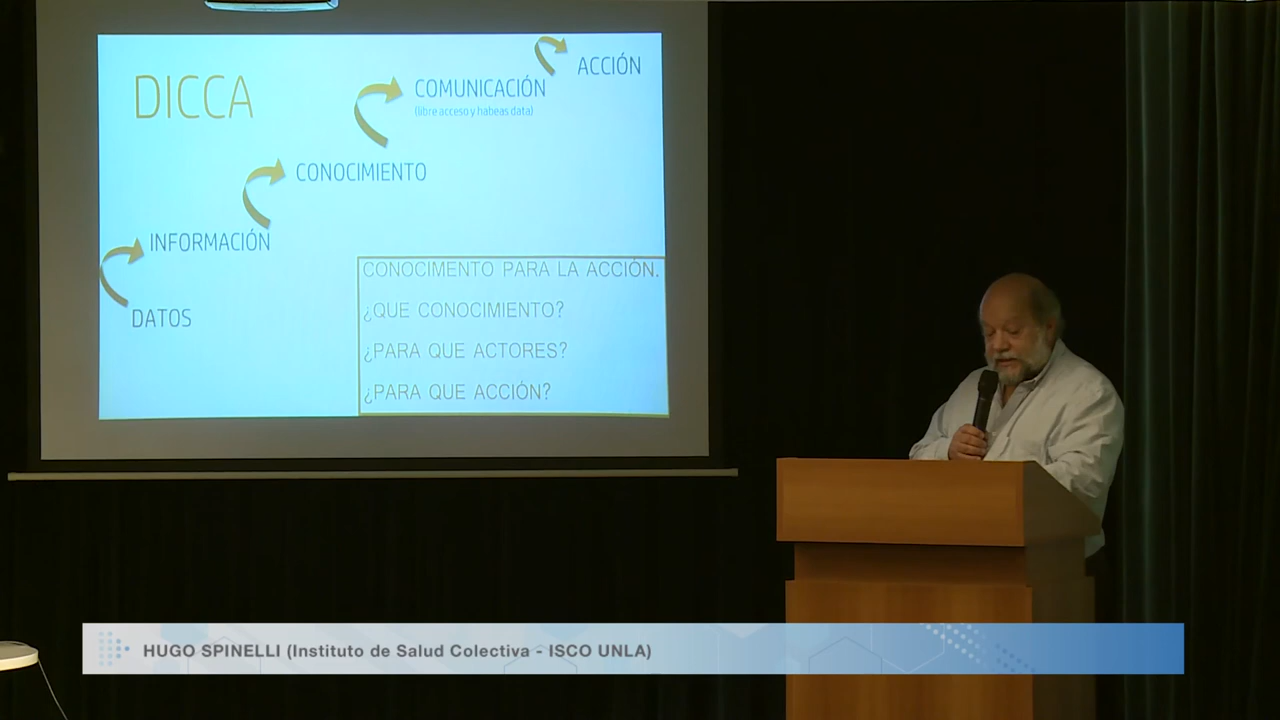 DICCA
ACCIÓN
COMUNICACIÓN
(libre acceso y habeas data)
CONOCIMIENTO
INFORMACIÓN
DATOS
CONOCIMENTO PARA LA ACCIÓN.
¿QUE CONOCIMENTO?
¿PARA QUE ACTORES?
¿PARA QUE ACCIÓN?
HUGO SPINELLI (Instituto de Salud Colectiva - ISCO UNLA)